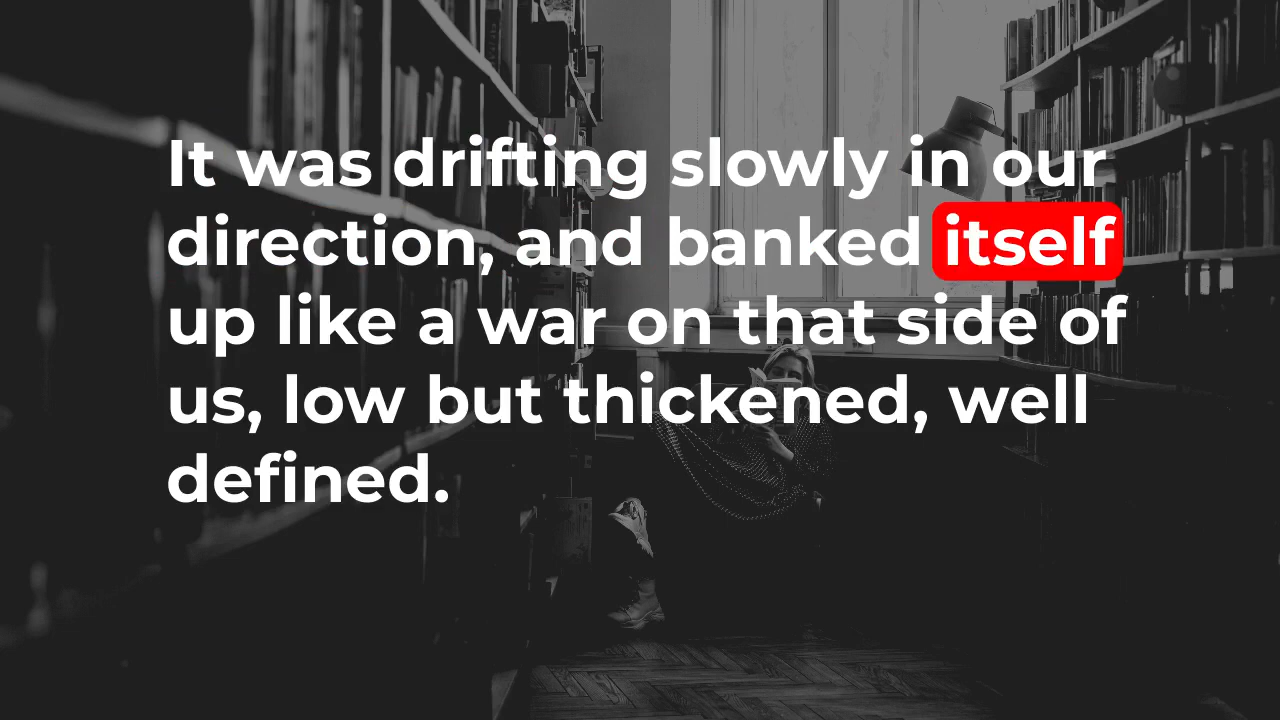 It was drifting slowly in our
direction, and banked itself
up like a war on that side of
us, low but thickened, well
defined.